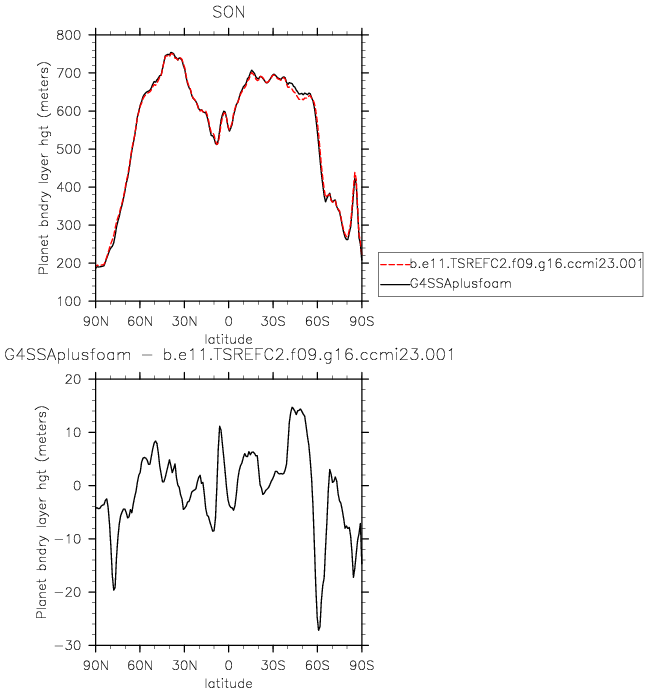 SON
800
700
600
500
400
300
200
100
Planet bndry layer hgt (meters)
90N 60N 30N 0 30S 60S 90S
latitude
b.e11.TSREFC2.f09.g16.ccmi23.001
G4SSAplusfoam
G4SSAplusfoam − b.e11.TSREFC2.f09.g16.ccmi23.001
20
10
0
−10
−20
−30
Planet bndry layer hgt (meters)
90N 60N 30N 0 30S 60S 90S
latitude